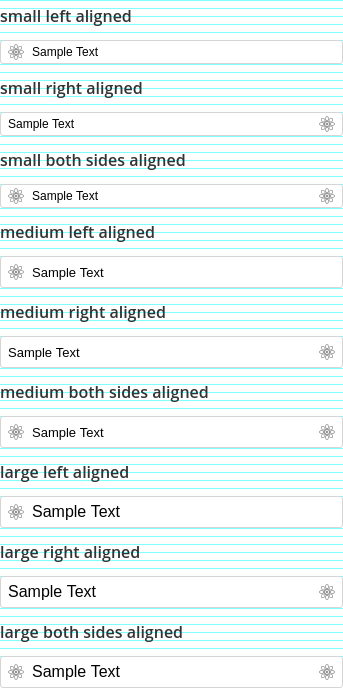 small left aligned
Sample Text
small right aligned
Sample Text
small both sides aligned
Sample Text
medium left aligned
Sample Text
medium right aligned
Sample Text
medium both sides aligned
Sample Text
large left aligned
Sample Text
large right aligned
Sample Text
large both sides aligned
Sample Text